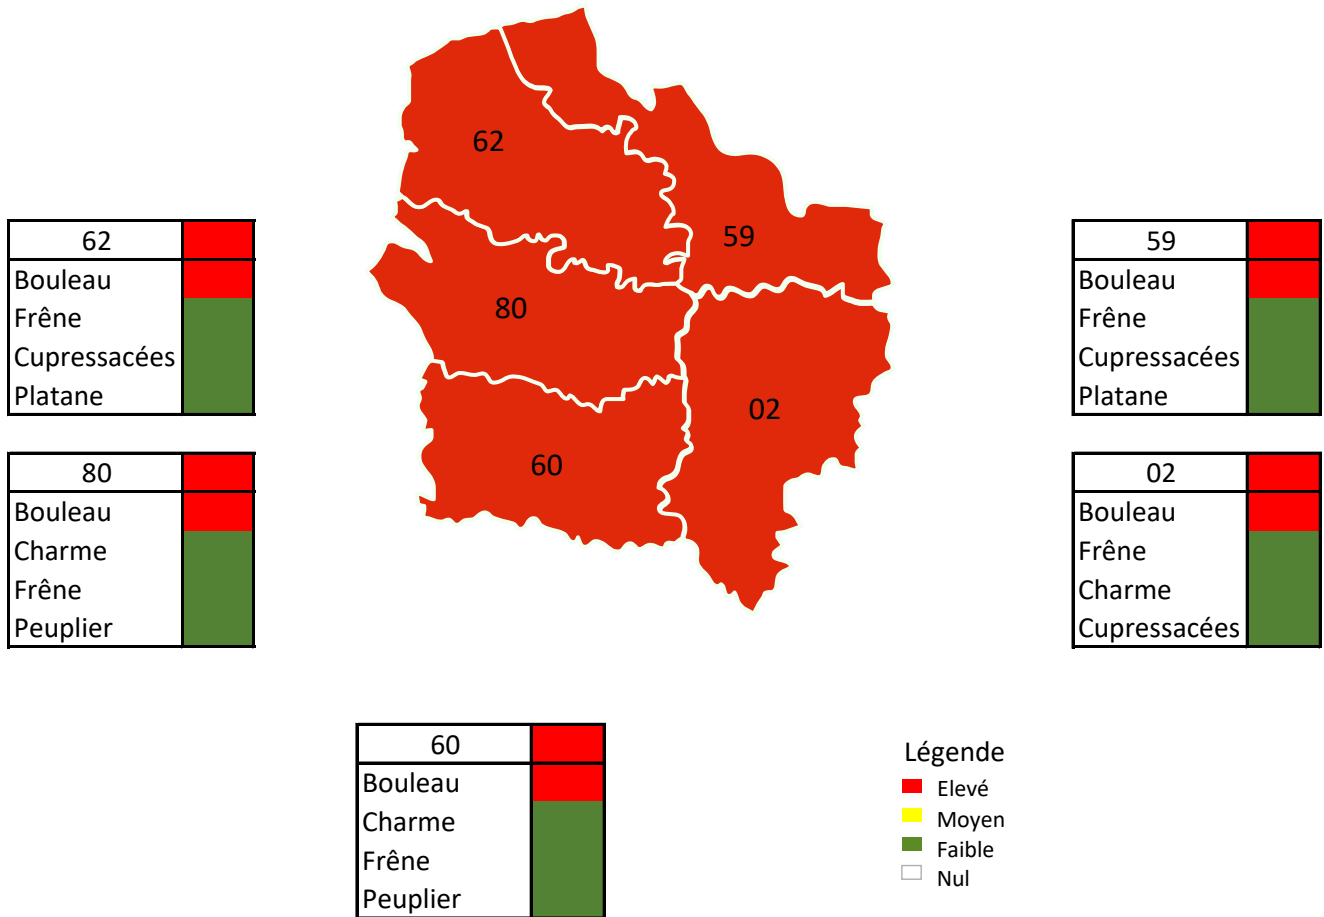 62
59
80
02
60
62
Bouleau
Frêne
Cupressacées
Platane
59
Bouleau
Frêne
Cupressacées
Platane
80
Bouleau
Charme
Frêne
Peuplier
02
Bouleau
Frêne
Charme
Cupressacées
60
Bouleau
Charme
Frêne
Peuplier
Légende
Elevé
Moyen
Faible
Nul